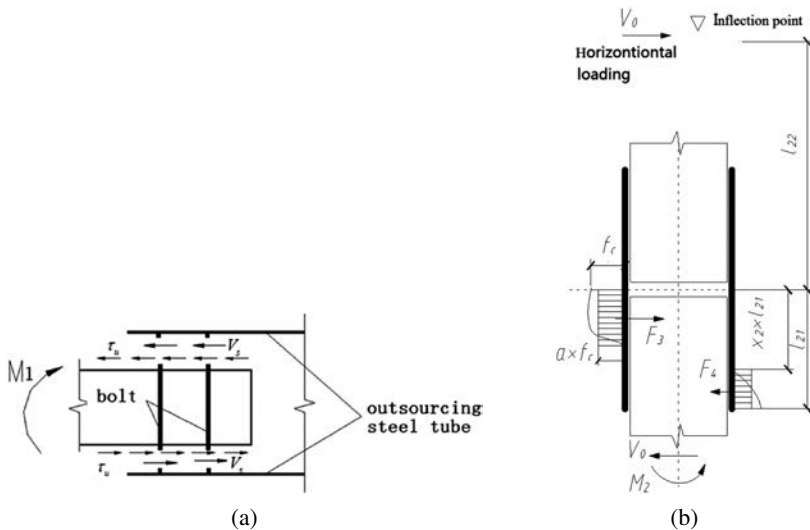 M1
τu
Vs
bolt
τu
Vs
outsourcing
steel tube
(a)
V0
▽ Inflection point
Horizontiontal
loading
l22
fc
F3
a×fc
x2×l21
l21
F4
V0
M2
(b)